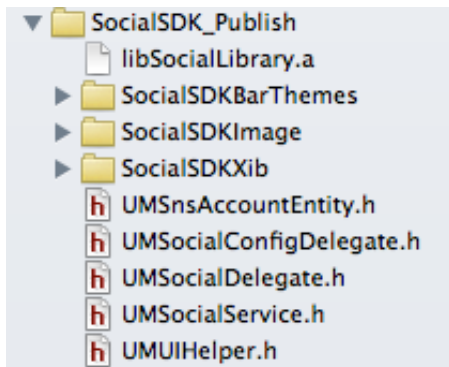 SocialSDK_Publish
libSocialLibrary.a
SocialSDKBarThemes
SocialSDKImage
SocialSDKXib
h UMSnsAccountEntity.h
h UMSocialConfigDelegate.h
h UMSocialDelegate.h
h UMSocialService.h
h UMUIHelper.h